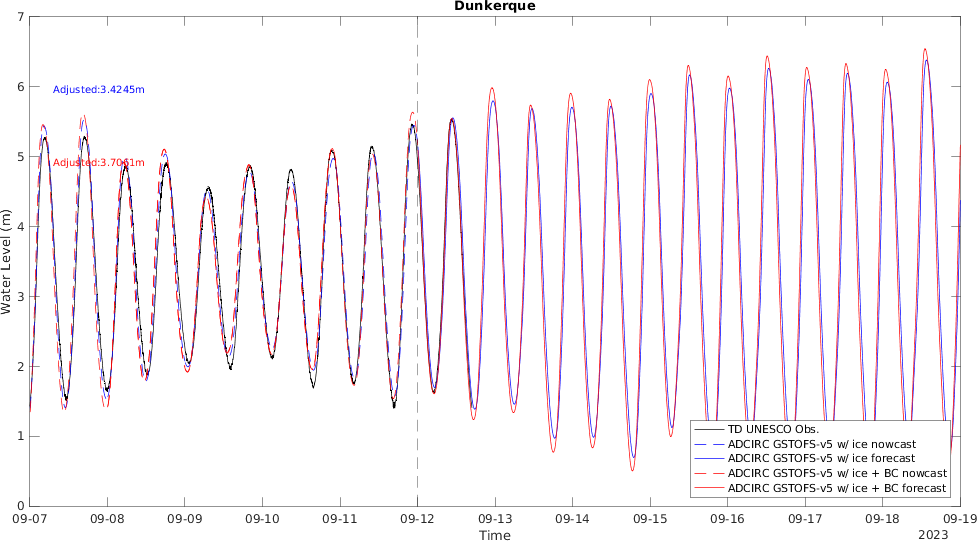 Dunkerque
7
6
5
4
3
2
1
0
Water Level (m)
Adjusted:3.4245m
Adjusted:3.7061m
TD UNESCO Obs.
ADCIRC GSTOFS-v5 w/ ice nowcast
ADCIRC GSTOFS-v5 w/ ice forecast
ADCIRC GSTOFS-v5 w/ ice + BC nowcast
ADCIRC GSTOFS-v5 w/ ice + BC forecast
09-07 09-08 09-09 09-10 09-11 09-12 09-13 09-14 09-15 09-16 09-17 09-18 09-19
Time
2023